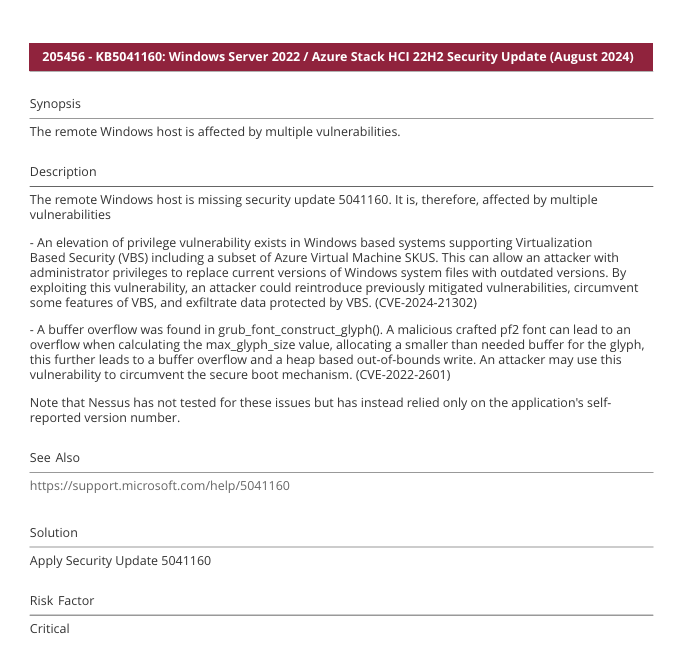 205456 - KB5041160: Windows Server 2022 / Azure Stack HCI 22H2 Security Update (August 2024)
Synopsis
The remote Windows host is affected by multiple vulnerabilities.
Description
The remote Windows host is missing security update 5041160. It is, therefore, affected by multiple
vulnerabilities
- An elevation of privilege vulnerability exists in Windows based systems supporting Virtualization
Based Security (VBS) including a subset of Azure Virtual Machine SKUS. This can allow an attacker with
administrator privileges to replace current versions of Windows system files with outdated versions. By
exploiting this vulnerability, an attacker could reintroduce previously mitigated vulnerabilities, circumvent
some features of VBS, and exfiltrate data protected by VBS. (CVE-2024-21302)
- A buffer overflow was found in grub_font_construct_glyph(). A malicious crafted pf2 font can lead to an
overflow when calculating the max_glyph_size value, allocating a smaller than needed buffer for the glyph,
this further leads to a buffer overflow and a heap based out-of-bounds write. An attacker may use this
vulnerability to circumvent the secure boot mechanism. (CVE-2022-2601)
Note that Nessus has not tested for these issues but has instead relied only on the application's self-
reported version number.
See Also
https://support.microsoft.com/help/5041160
Solution
Apply Security Update 5041160
Risk Factor
Critical